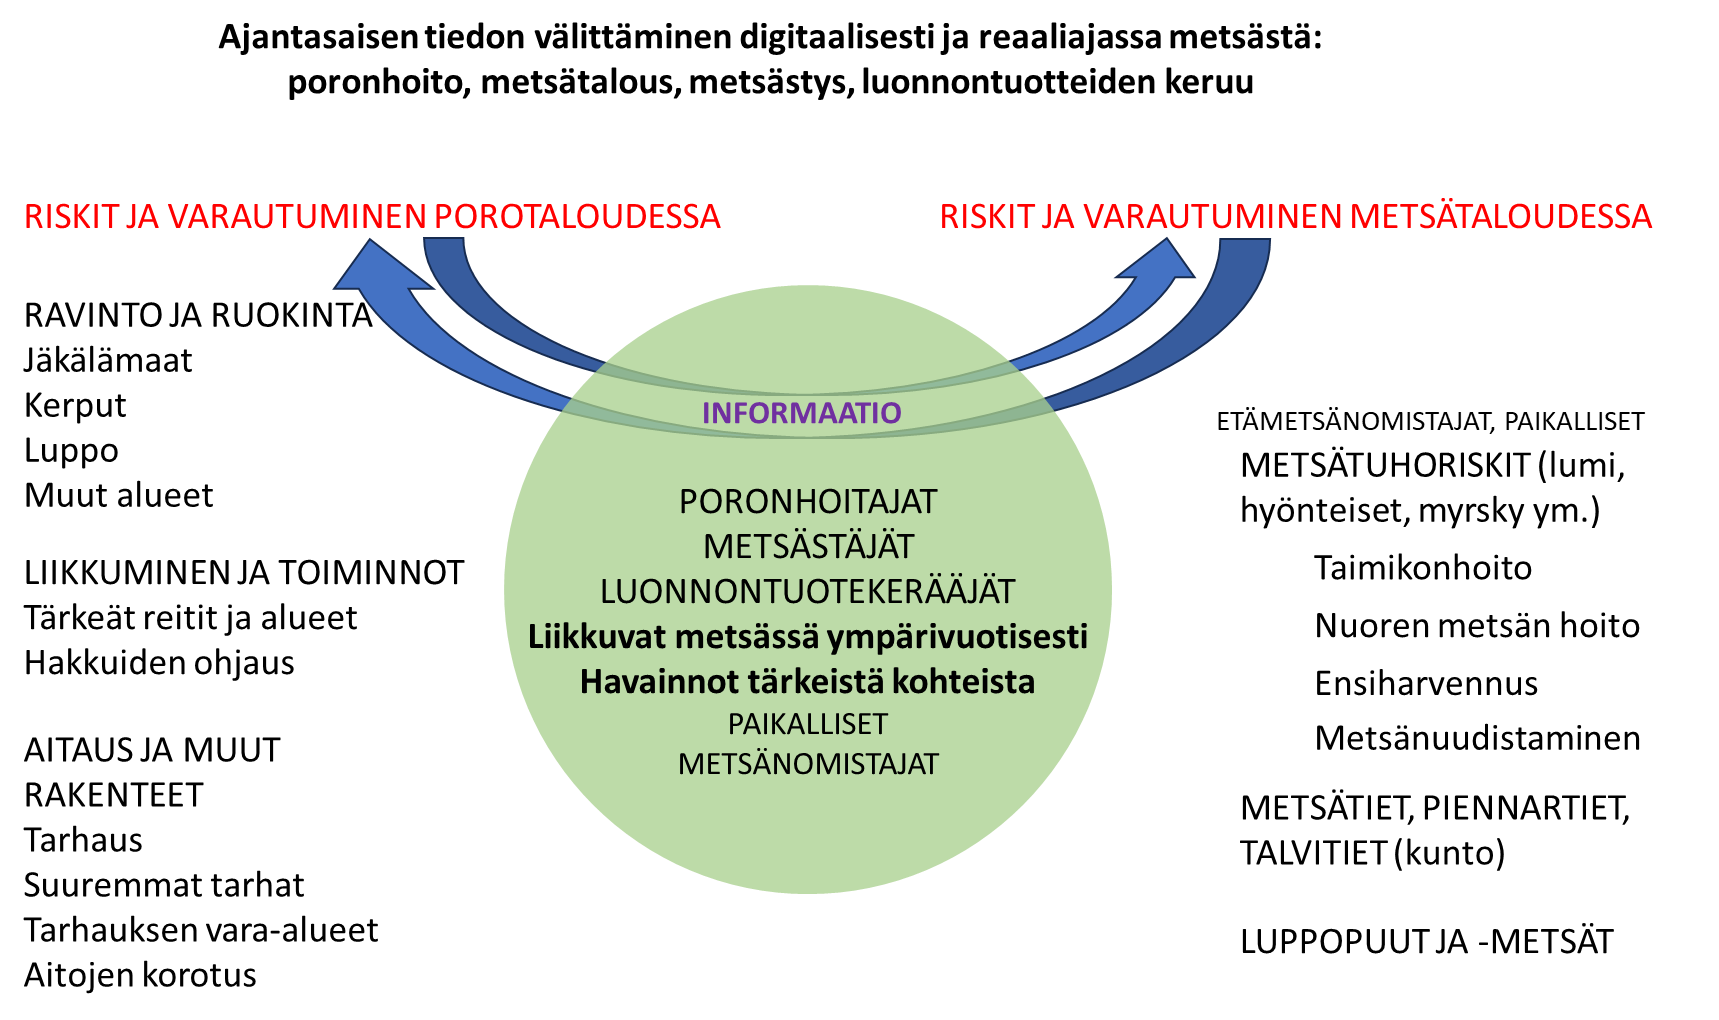 Ajantasaisen tiedon välittäminen digitaalisesti ja reaaliajassa metsästä:
poronhoito, metsätalous, metsästys, luonnontuotteiden keruu
RISKIT JA VARAUTUMINEN POROTALOUDESSA
RAVINTO JA RUOKINTA
Jäkälämaat
Kerput
Luppo
Muut alueet
LIIKKUMINEN JA TOIMINNOT
Tärkeät reitit ja alueet
Hakkuiden ohjaus
AITAUS JA MUUT
RAKENTEET
Tarhaus
Suuremmat tarhat
Tarhauksen vara-alueet
Aitojen korotus
INFORMAATIO
PORONHOITAJAT
METSÄSTÄJÄT
LUONNONTUOTEKERÄÄJÄT
Liikkuvat metsässä ympärivuotisesti
Havainnot tärkeistä kohteista
PAIKALLISET
METSÄNOMISTAJAT
RISKIT JA VARAUTUMINEN METSÄTALOUDESSA
ETÄMETSÄNOMISTAJAT, PAIKALLISET
METSÄTUHORISKIT (lumi,
hyönteiset, myrsky ym.)
Taimikonhoito
Nuoren metsän hoito
Ensiharvennus
Metsänuudistaminen
METSÄTIET, PIENNARTIET,
TALVITIET (kunto)
LUPPOPUUT JA -METSÄT